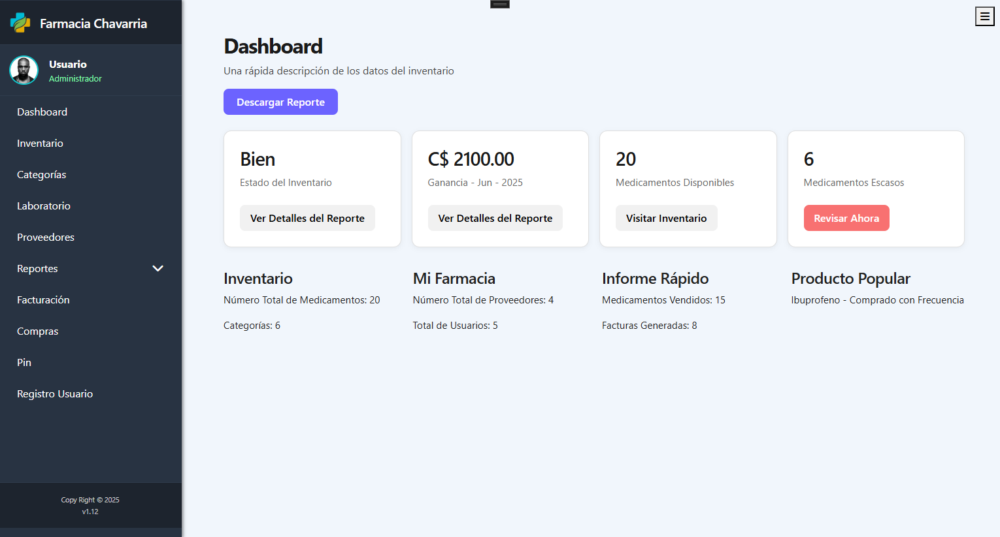 Farmacia Chavarria
Usuario
Administrador
Dashboard
Inventario
Categorías
Laboratorio
Proveedores
Reportes
Facturación
Compras
Pin
Registro Usuario
Copy Right © 2025
v1.12
Dashboard
Una rápida descripción de los datos del inventario
Descargar Reporte
Bien
Estado del Inventario
Ver Detalles del Reporte
C$ 2100.00
Ganancia - Jun - 2025
Ver Detalles del Reporte
20
Medicamentos Disponibles
Visitar Inventario
6
Medicamentos Escasos
Revisar Ahora
Inventario
Número Total de Medicamentos: 20
Categorías: 6
Mi Farmacia
Número Total de Proveedores: 4
Total de Usuarios: 5
Informe Rápido
Medicamentos Vendidos: 15
Facturas Generadas: 8
Producto Popular
Ibuprofeno - Comprado con Frecuencia